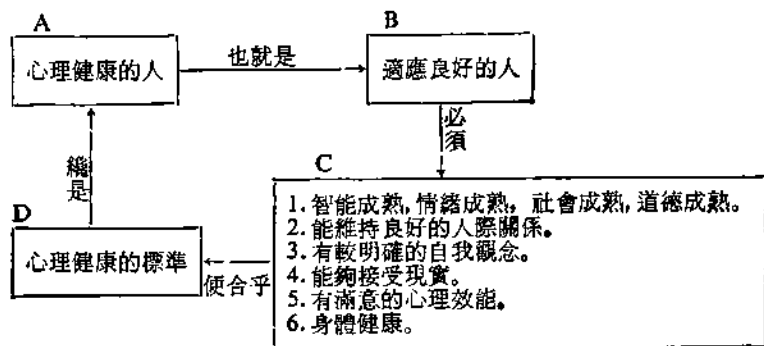 A
心理健康的人
也就是
B
適應良好的人
必須
C
1. 智能成熟, 情緒成熟, 社會成熟, 道德成熟。
2. 能維持良好的人際關係。
3. 有較明確的自我觀念。
4. 能夠接受現實。
5. 有滿意的心理效能。
6. 身體健康。
便合乎
D
心理健康的標準
纔是